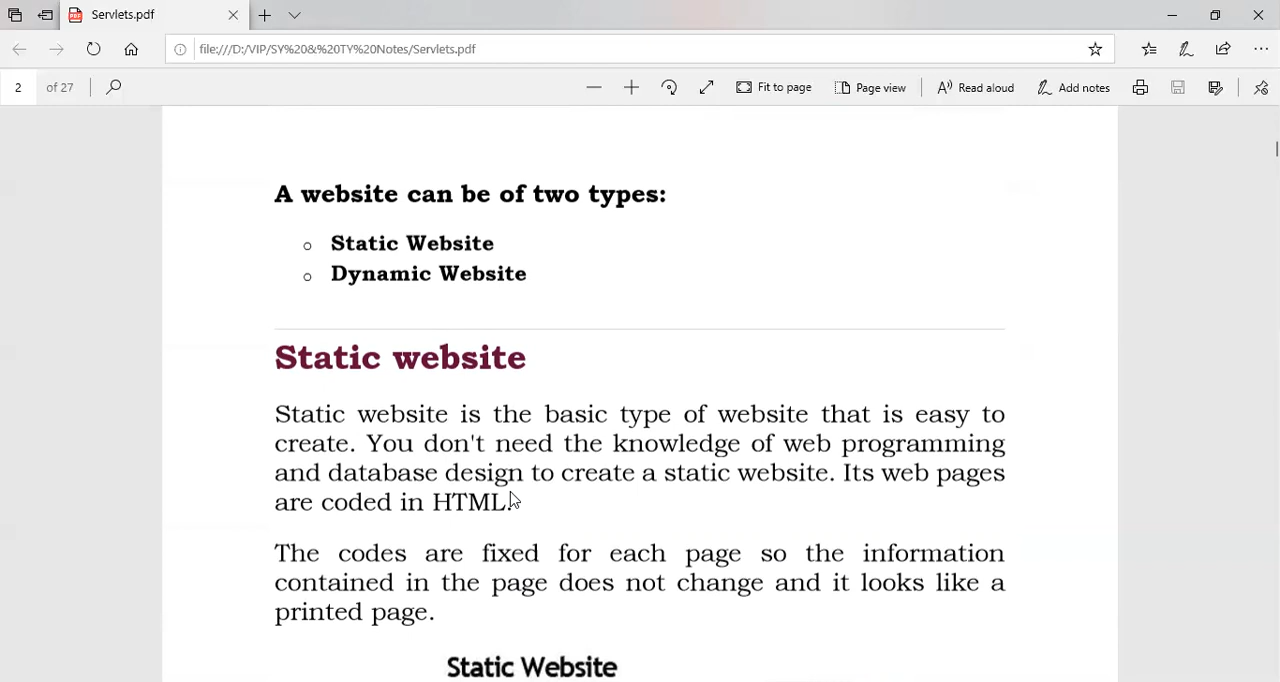 Servlets.pdf
file:///D:/VIP/SY%20&%20TY%20Notes/Servlets.pdf
2 of 27 Fit to page Page view Read aloud Add notes
A website can be of two types:
Static Website
Dynamic Website
Static website
Static website is the basic type of website that is easy to
create. You don't need the knowledge of web programming
and database design to create a static website. Its web pages
are coded in HTML.
The codes are fixed for each page so the information
contained in the page does not change and it looks like a
printed page.
Static Website